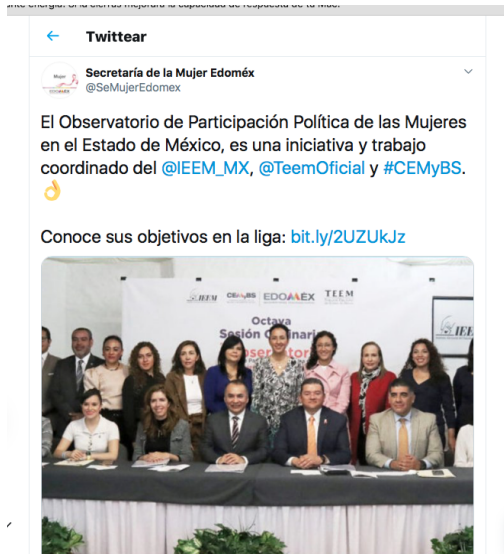 Twittear
Secretaría de la Mujer Edoméx
@SeMujerEdomex
El Observatorio de Participación Política de las Mujeres
en el Estado de México, es una iniciativa y trabajo
coordinado del @IEEM_MX, @TeemOficial y #CEMyBS.
Conoce sus objetivos en la liga: bit.ly/2UZUkJz
IEEM CEMyBS EDOMÉX TEEM
Octava
Sesión